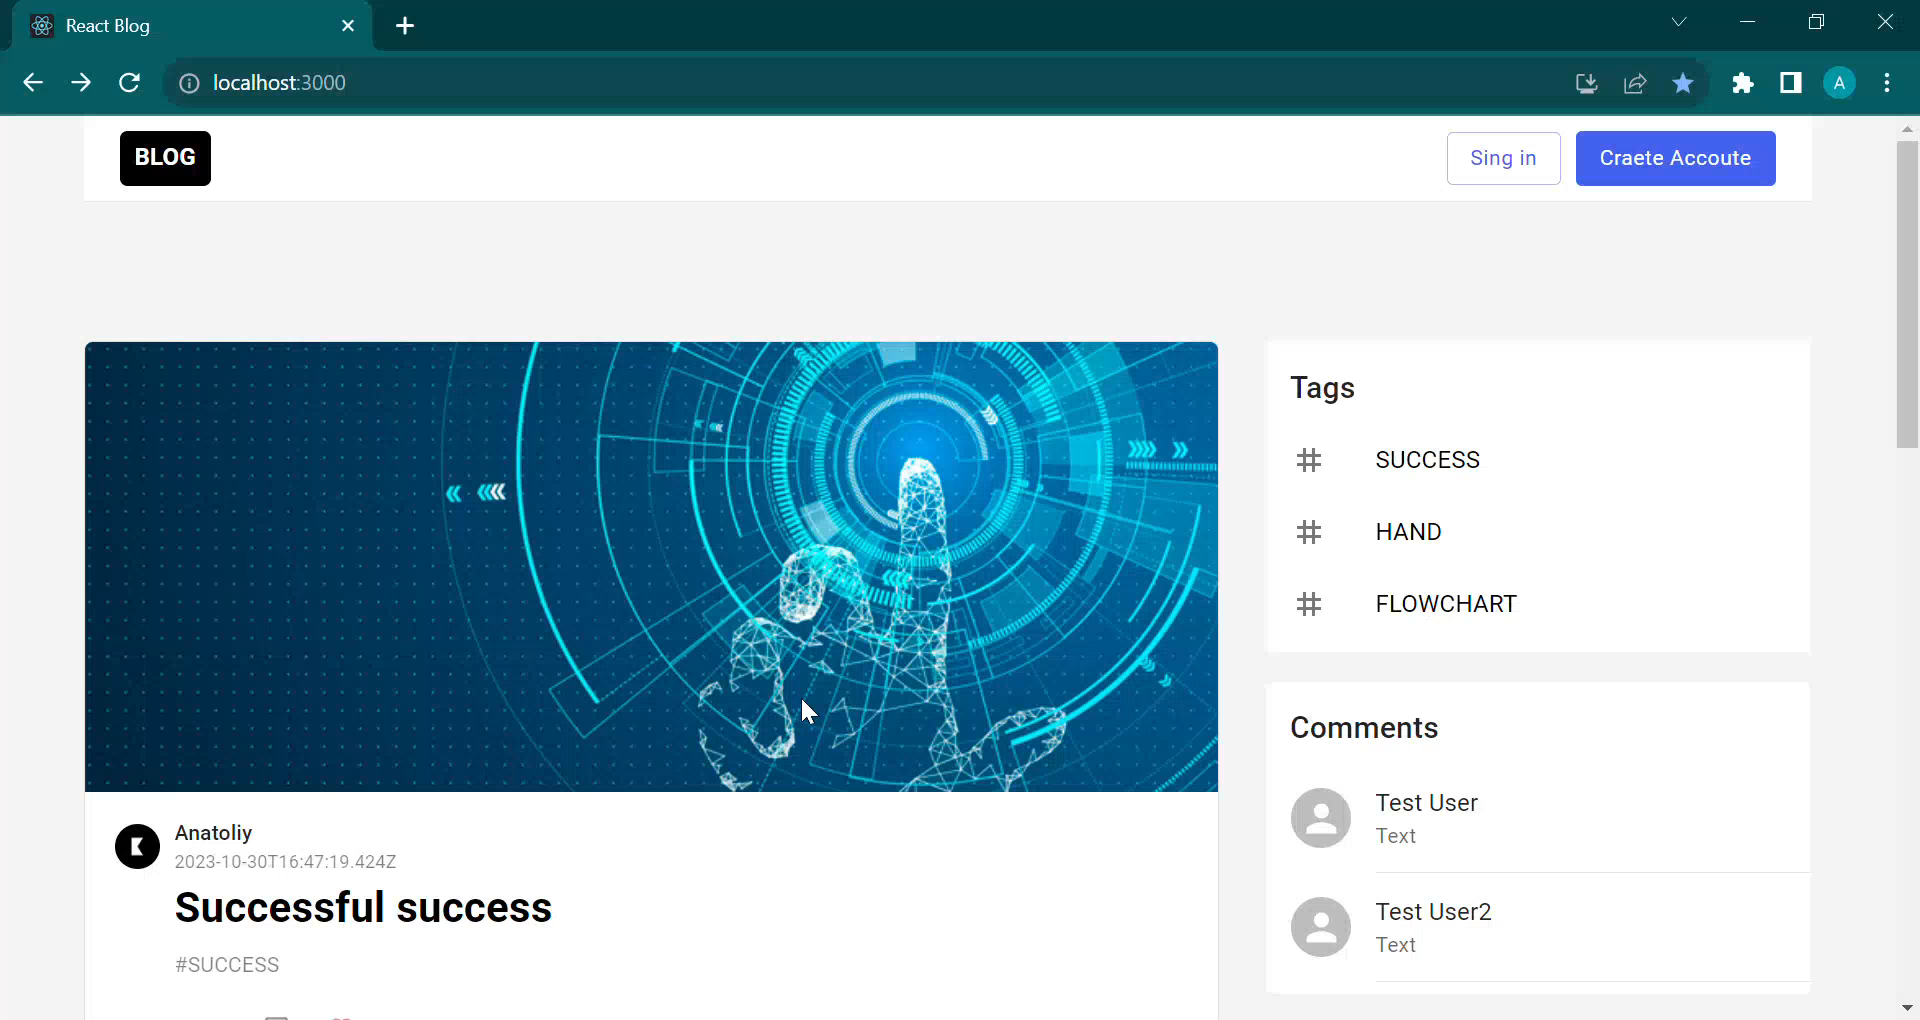 React Blog
localhost:3000
A
BLOG
Sing in
Craete Accoute
Tags
# SUCCESS
# HAND
# FLOWCHART
Comments
Test User
Text
Test User2
Text
Anatoliy
2023-10-30T16:47:19.424Z
Successful success
#SUCCESS